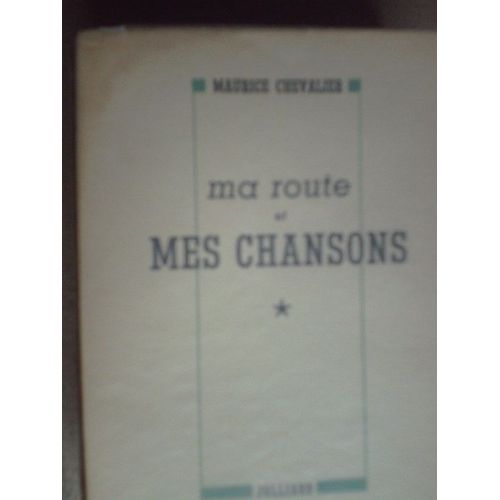 MAURICE CHEVALIER
ma route
et
MES CHANSONS
★
JULLIARD